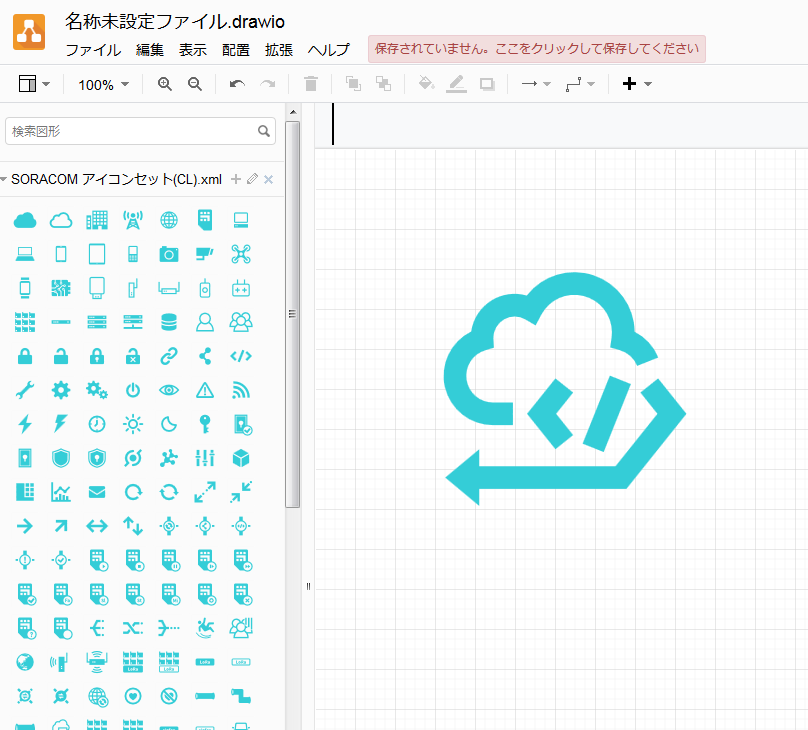 名称未設定ファイル.drawio
ファイル 編集 表示 配置 拡張 ヘルプ 保存されていません。ここをクリックして保存してください
100%
検索図形
SORACOM アイコンセット(CL).xml